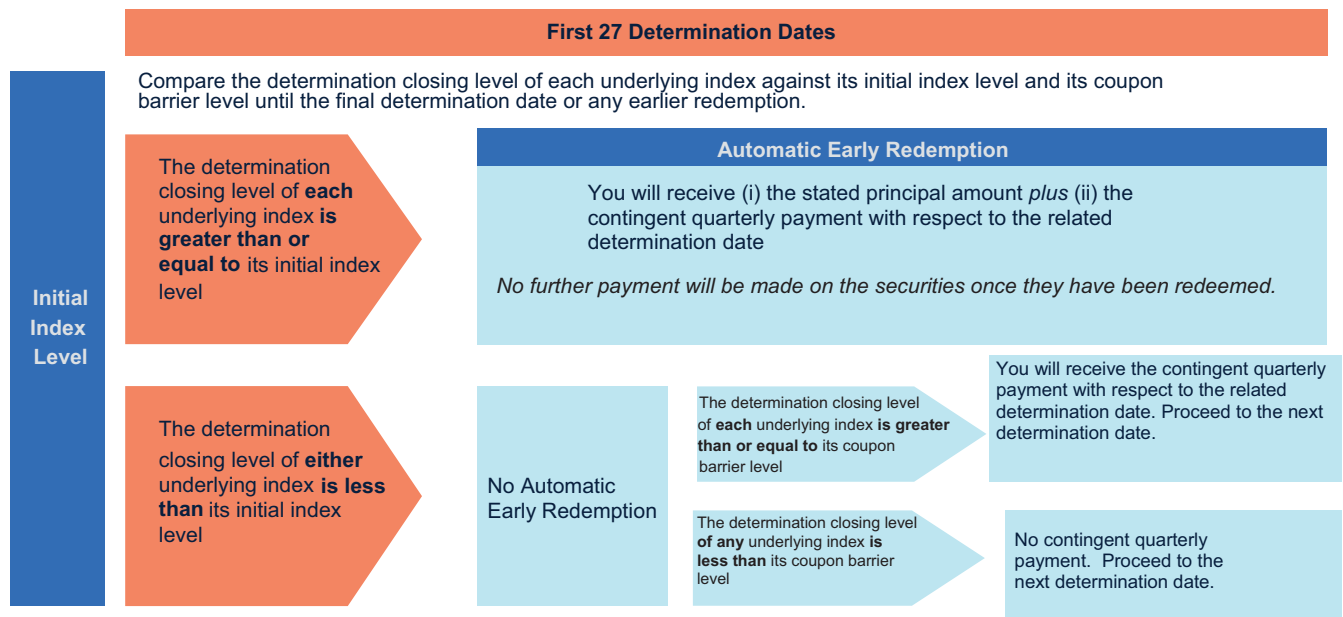 First 27 Determination Dates
Compare the determination closing level of each underlying index against its initial index level and its coupon
barrier level until the final determination date or any earlier redemption.
Initial
Index
Level
The determination
closing level of each
underlying index is
greater than or
equal to its initial index
level
Automatic Early Redemption
You will receive (i) the stated principal amount plus (ii) the
contingent quarterly payment with respect to the related
determination date
No further payment will be made on the securities once they have been redeemed.
The determination
closing level of either
underlying index is less
than its initial index
level
No Automatic
Early Redemption
The determination closing level
of each underlying index is greater
than or equal to its coupon
barrier level
You will receive the contingent quarterly
payment with respect to the related
determination date. Proceed to the next
determination date.
The determination closing level
of any underlying index is
less than its coupon barrier
level
No contingent quarterly
payment. Proceed to the
next determination date.